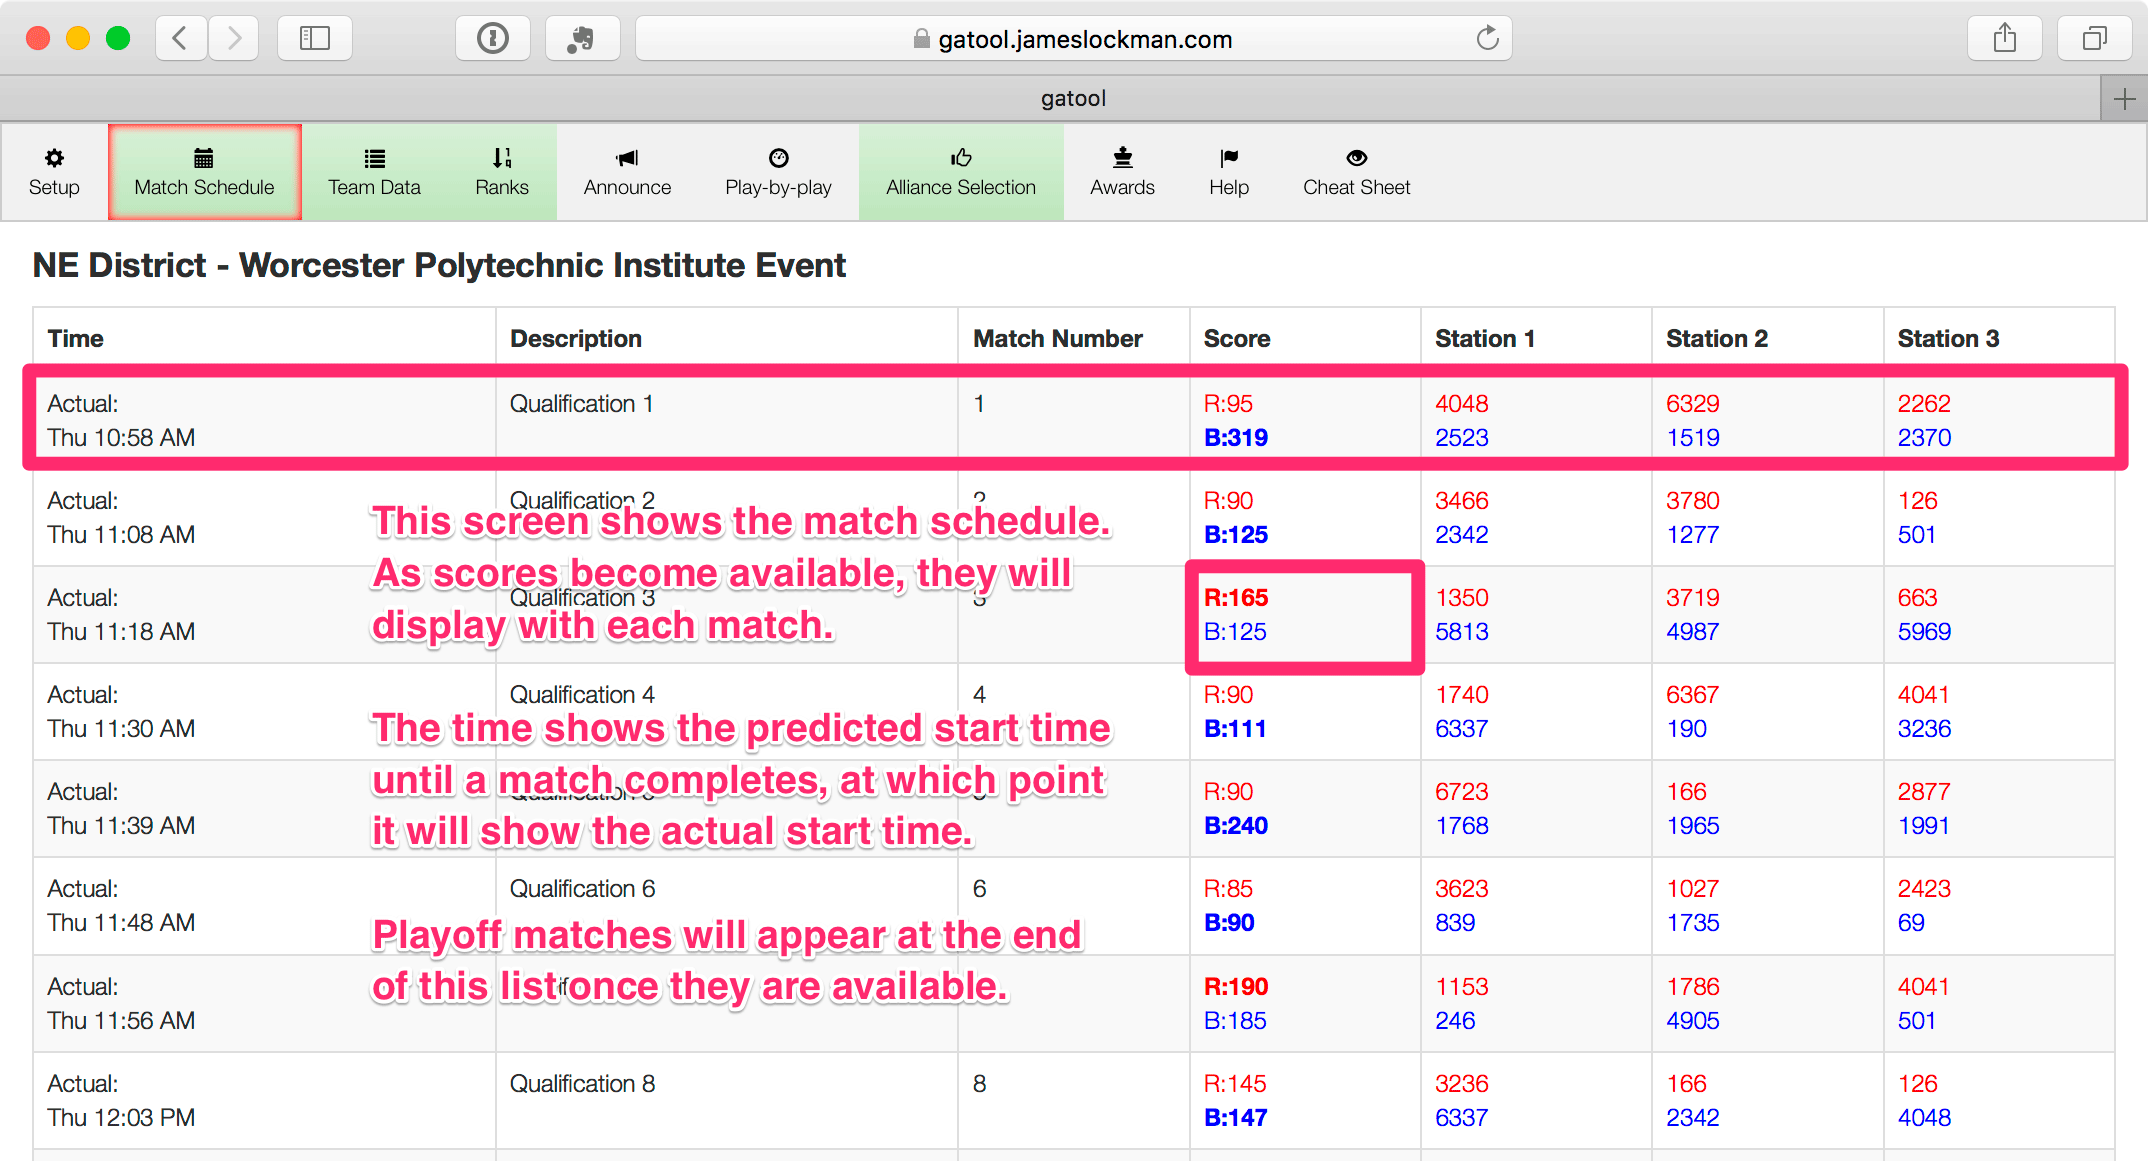 gatool.jameslockman.com
gatool
Setup Match Schedule Team Data Ranks Announce Play-by-play Alliance Selection Awards Help Cheat Sheet
NE District - Worcester Polytechnic Institute Event
Time Description Match Number Score Station 1 Station 2 Station 3
Actual: Qualification 1 1 R:95 4048 6329 2262
Thu 10:58 AM B:319 2523 1519 2370
Actual: Qualification 2 2 R:90 3466 3780 126
Thu 11:08 AM B:125 2342 1277 501
This screen shows the match schedule.
As scores become available, they will
display with each match.
Actual: Qualification 3 3 R:165 1350 3719 663
Thu 11:18 AM B:125 5813 4987 5969
Actual: Qualification 4 4 R:90 1740 6367 4041
Thu 11:30 AM B:111 6337 190 3236
The time shows the predicted start time
until a match completes, at which point
it will show the actual start time.
Actual: R:90 6723 166 2877
Thu 11:39 AM B:240 1768 1965 1991
Actual: Qualification 6 6 R:85 3623 1027 2423
Thu 11:48 AM B:90 839 1735 69
Playoff matches will appear at the end
of this list once they are available.
Actual: R:190 1153 1786 4041
Thu 11:56 AM B:185 246 4905 501
Actual: Qualification 8 8 R:145 3236 166 126
Thu 12:03 PM B:147 6337 2342 4048